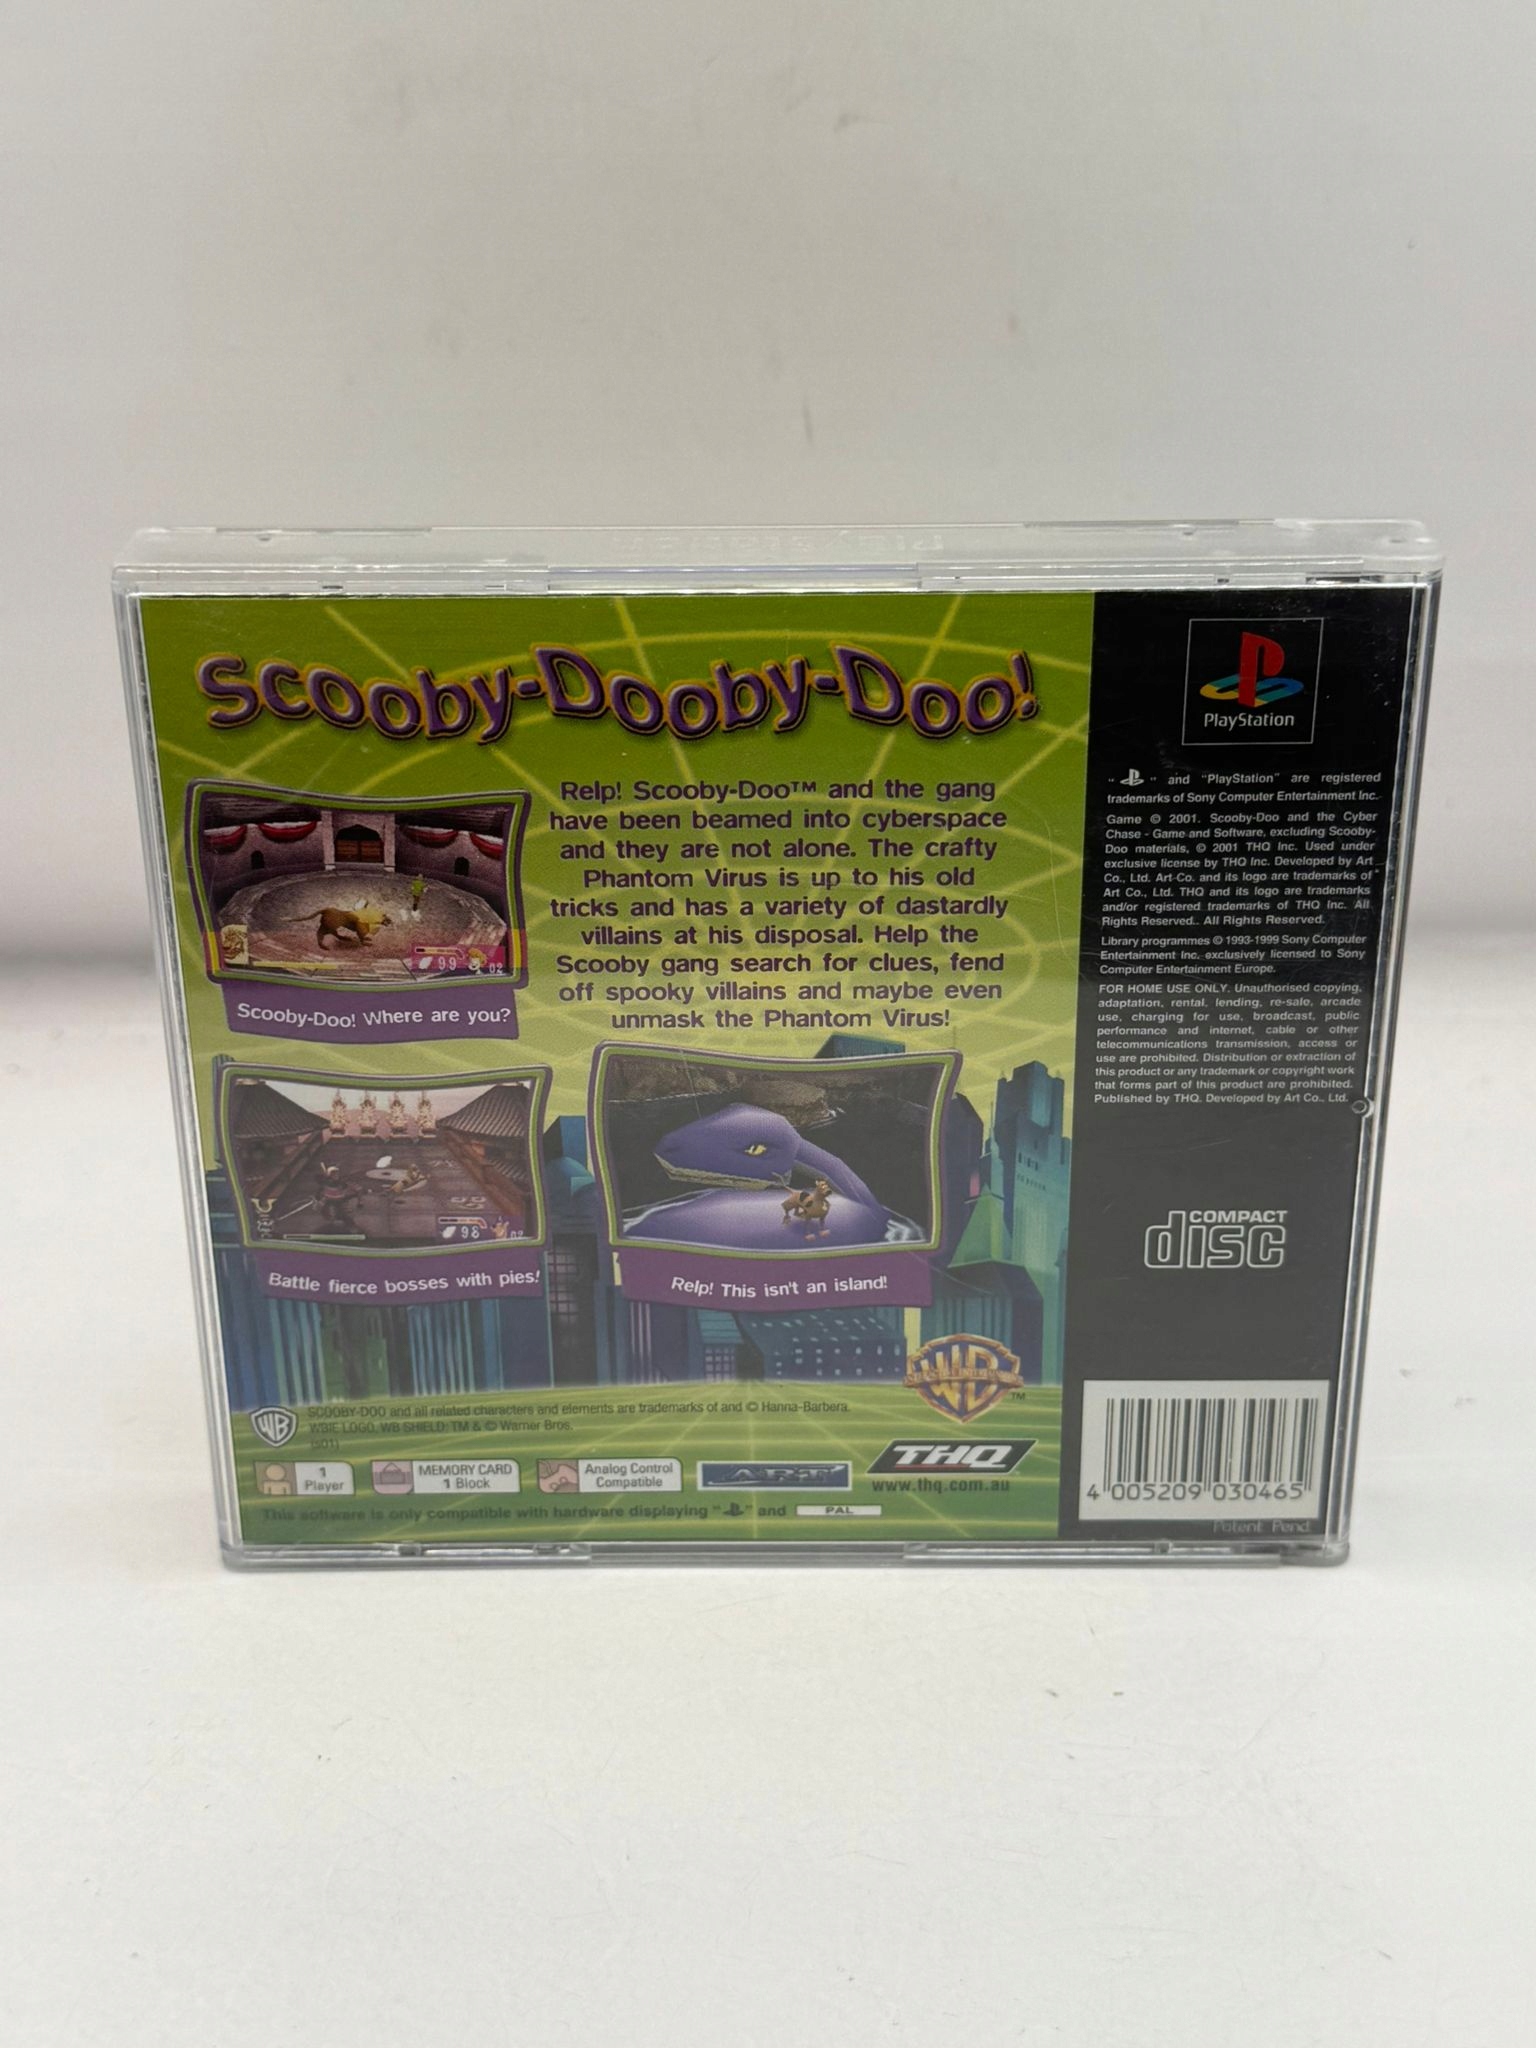 Scooby-Dooby-Doo!
Relp! Scooby-Doo™ and the gang
have been beamed into cyberspace
and they are not alone. The crafty
Phantom Virus is up to his old
tricks and has a variety of dastardly
villains at his disposal. Help the
Scooby gang search for clues, fend
off spooky villains and maybe even
unmask the Phantom Virus!
99
02
Scooby-Doo! Where are you?
98
02
Battle fierce bosses with pies!
Relp! This isn't an island!
WB
™
WB
SCOOBY-DOO and all related characters and elements are trademarks of and © Hanna-Barbera.
WBIE LOGO, WB SHIELD: TM & © Warner Bros.
(s01)
1
Player
MEMORY CARD
1 Block
Analog Control
Compatible
ART
THQ
www.thq.com.au
This software is only compatible with hardware displaying " " and PAL
PlayStation
" " and "PlayStation" are registered
trademarks of Sony Computer Entertainment Inc.
Game © 2001. Scooby-Doo and the Cyber
Chase - Game and Software, excluding Scooby-
Doo materials, © 2001 THQ Inc. Used under
exclusive license by THQ Inc. Developed by Art
Co., Ltd. Art-Co. and its logo are trademarks of
Art Co., Ltd. THQ and its logo are trademarks
and/or registered trademarks of THQ Inc. All
Rights Reserved.. All Rights Reserved.
Library programmes © 1993-1999 Sony Computer
Entertainment Inc. exclusively licensed to Sony
Computer Entertainment Europe.
FOR HOME USE ONLY. Unauthorised copying,
adaptation, rental, lending, re-sale, arcade
use, charging for use, broadcast, public
performance and internet, cable or other
telecommunications transmission, access or
use are prohibited. Distribution or extraction of
this product or any trademark or copyright work
that forms part of this product are prohibited.
Published by THQ. Developed by Art Co., Ltd.
COMPACT
disc
4 005209 030465
Patent Pend